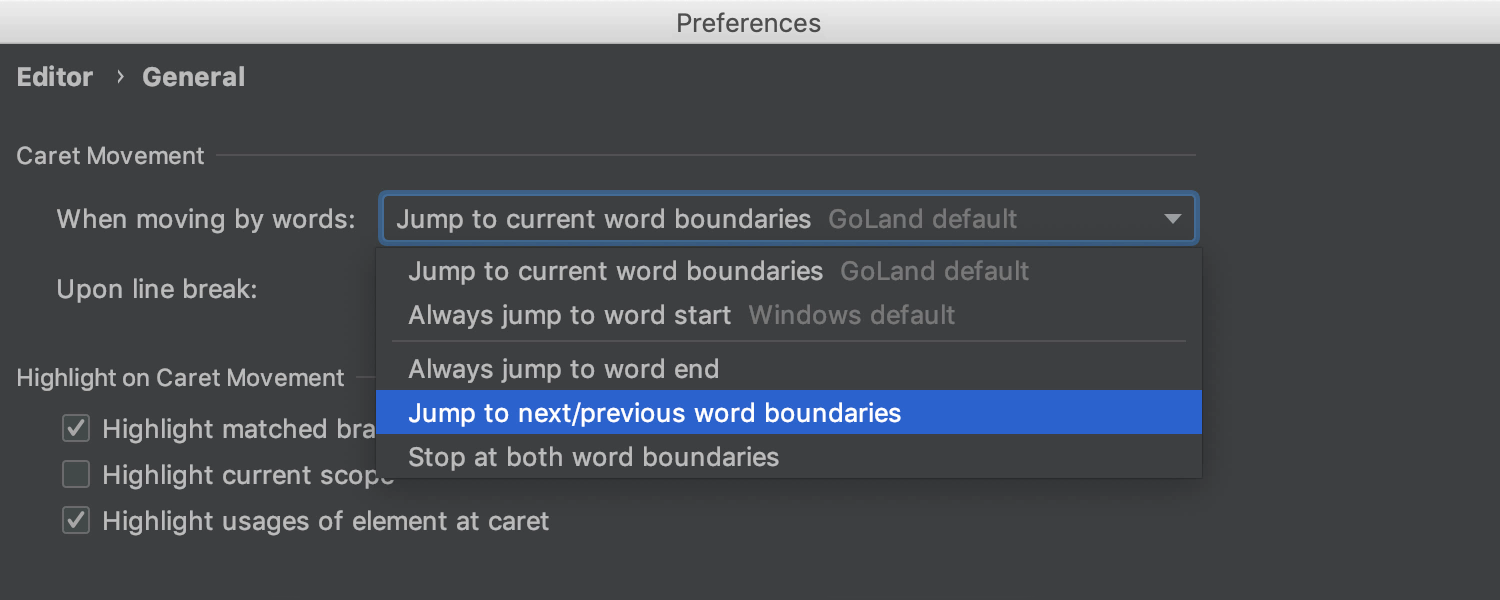 Preferences
Editor › General
Caret Movement
When moving by words: Jump to current word boundaries GoLand default
Jump to current word boundaries GoLand default
Upon line break:
Always jump to word start Windows default
Always jump to word end
Highlight on Caret Movement
Jump to next/previous word boundaries
Highlight matched bra
Stop at both word boundaries
Highlight current scope
Highlight usages of element at caret